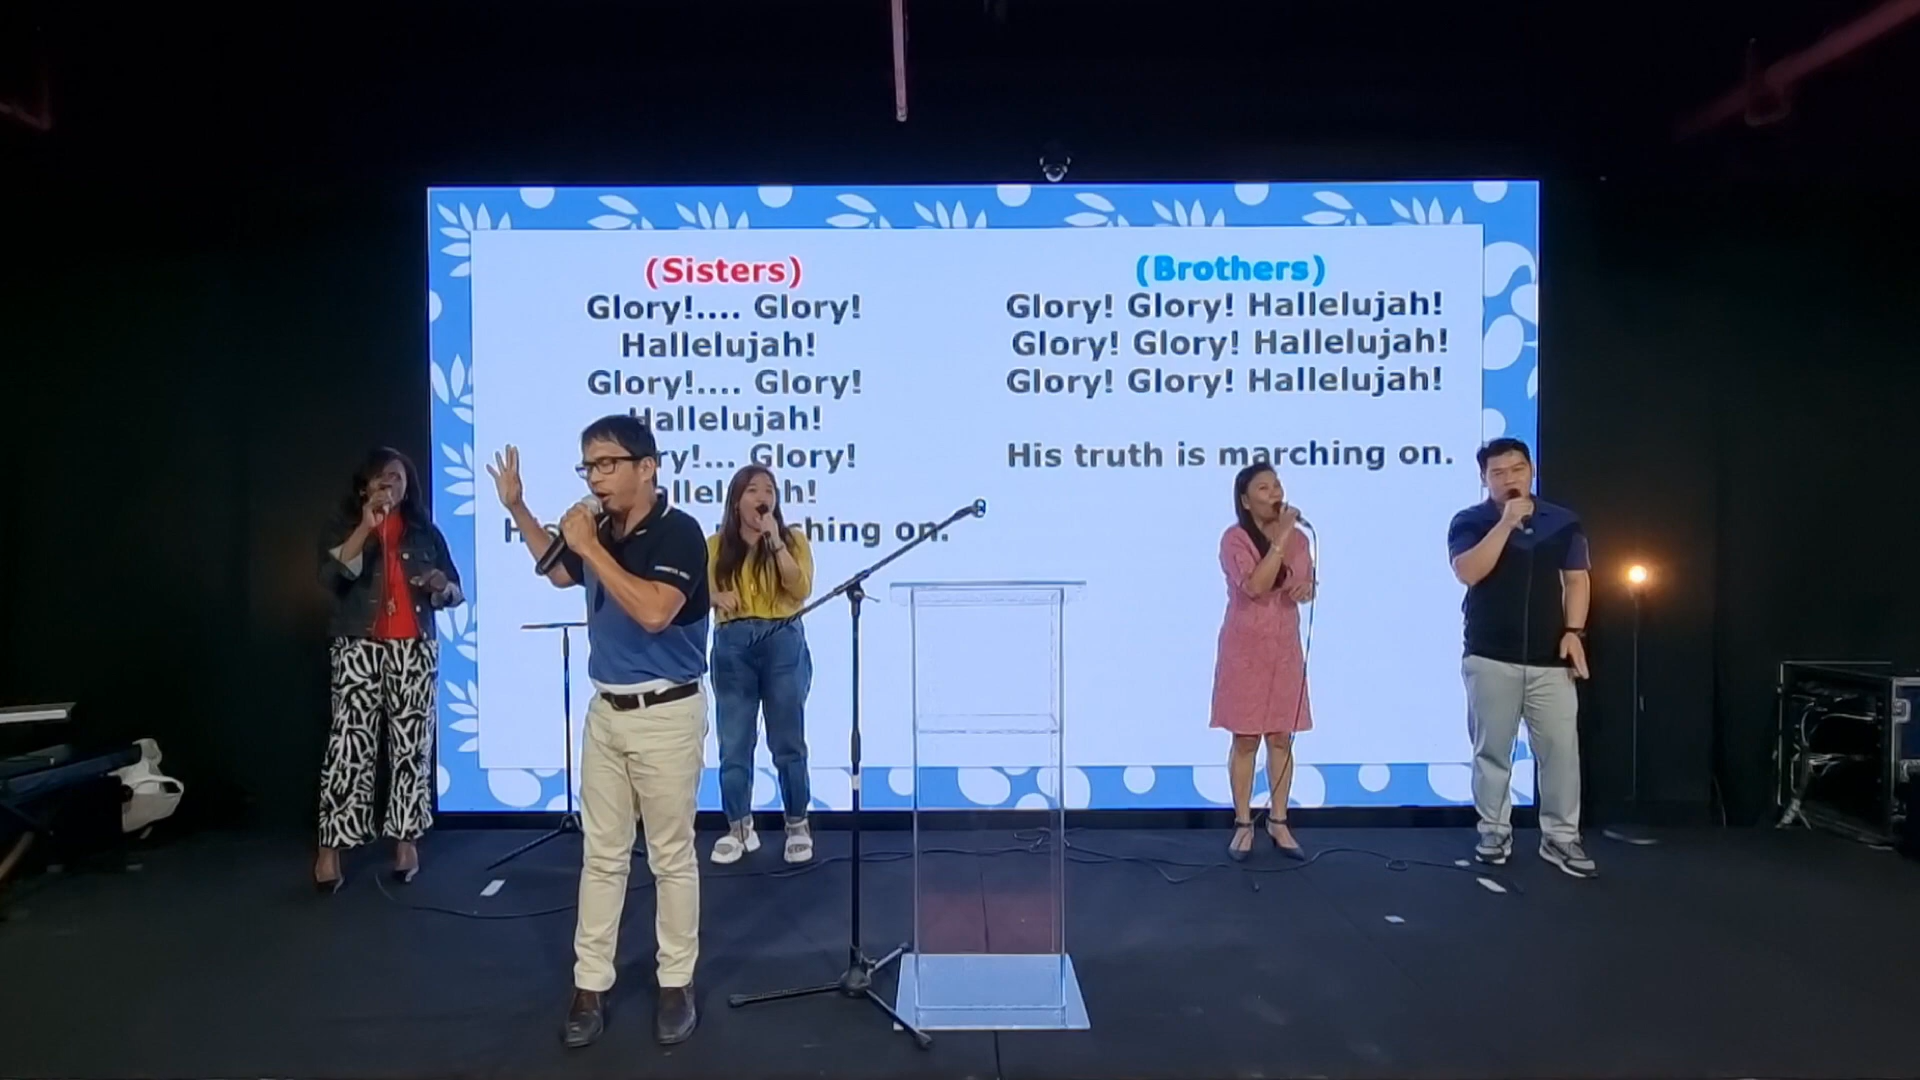 (Sisters)
Glory!.... Glory!
Hallelujah!
Glory!.... Glory!
Hallelujah!
Glory!
on.
(Brothers)
Glory! Glory! Hallelujah!
Glory! Glory! Hallelujah!
Glory! Glory! Hallelujah!
His truth is marching on.